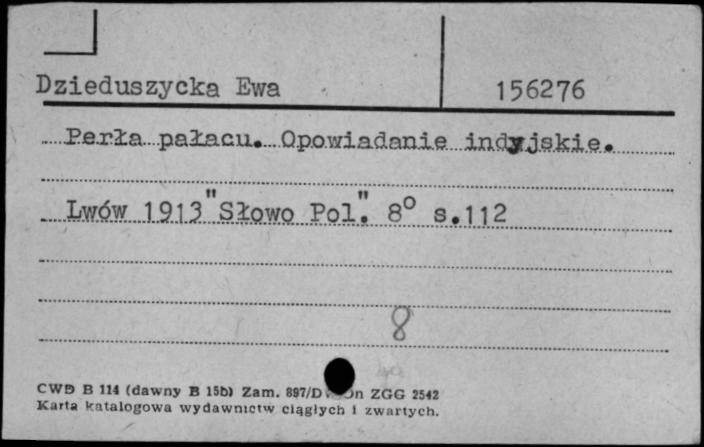 Dzieduszycka Ewa 156276
Perła pałacu. Opowiadanie indyjskie.
Lwów 1913 "Słowo Pol". 8° s.112
8
CWD B 114 (dawny B 15b) Zam. 897/D ZGG 2542
Karta katalogowa wydawnictw ciągłych i zwartych.